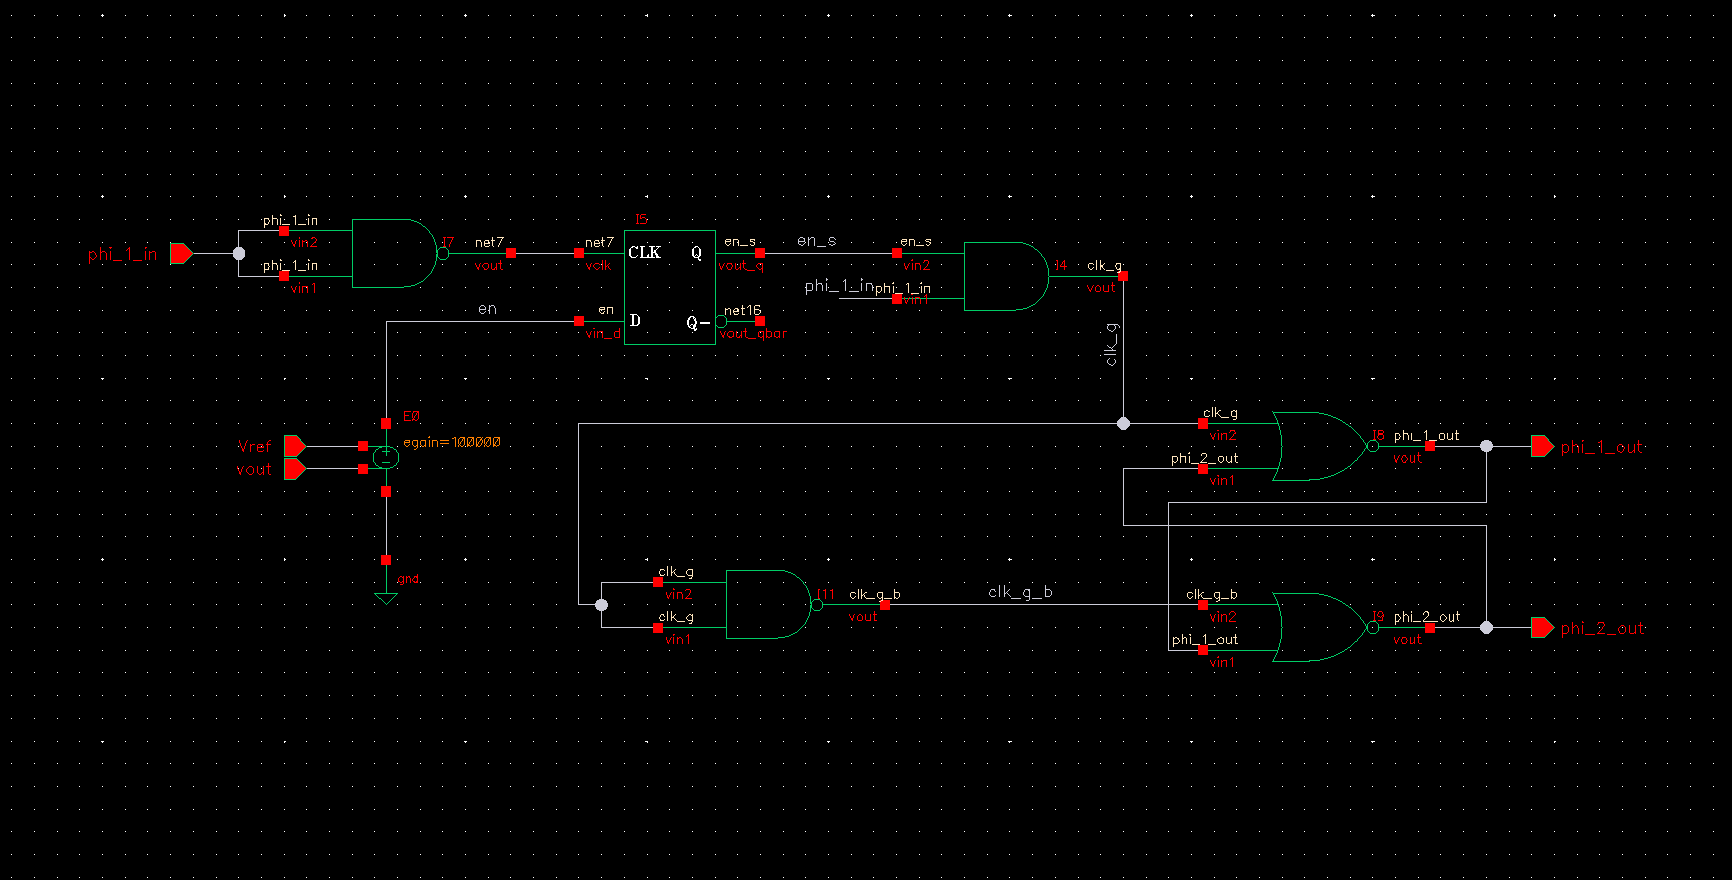 I5
phi_1_in
vin2
I7
net7
net7
CLK
Q
en_s
en_s
en_s
phi_1_in
vout
vclk
vout_q
vin2
I4
clk_g
phi_1_in
vin1
phi_1_in
phi_1_in
vin1
vout
en
en
D
Q-
net16
vin_d
vout_qbar
clk_g
E0
egain=100000
Vref
vout
gnd
clk_g
vin2
I8
phi_1_out
phi_1_out
phi_2_out
vout
vin1
clk_g
vin2
I11
clk_g_b
clk_g_b
clk_g_b
vout
vin2
I9
phi_2_out
phi_2_out
clk_g
phi_1_out
vout
vin1
vin1